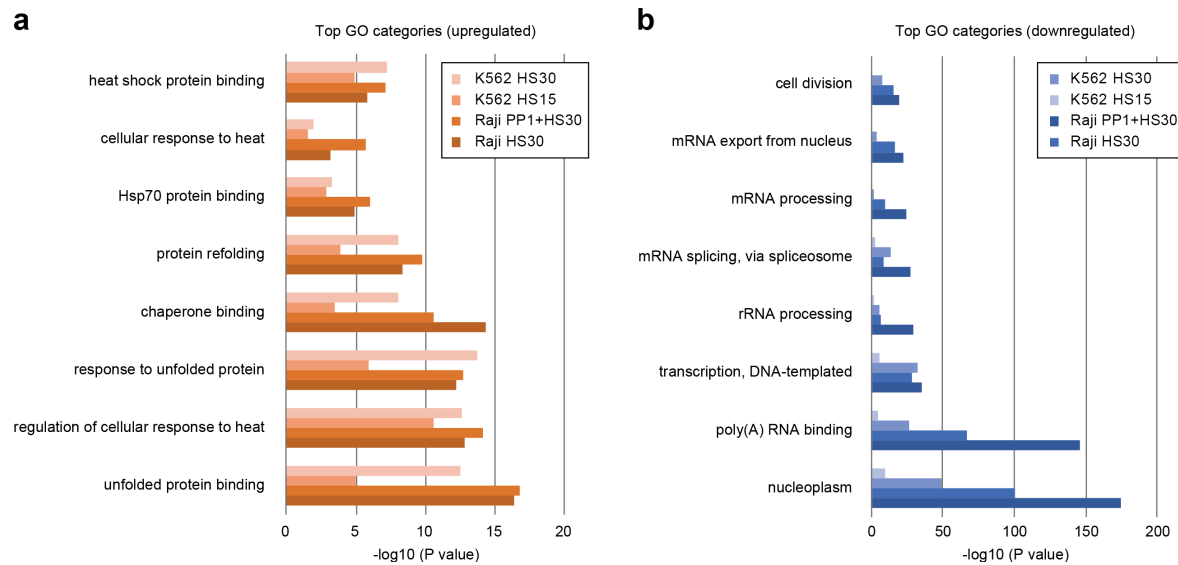 a
Top GO categories (upregulated)
K562 HS30
K562 HS15
Raji PP1+HS30
Raji HS30
heat shock protein binding
cellular response to heat
Hsp70 protein binding
protein refolding
chaperone binding
response to unfolded protein
regulation of cellular response to heat
unfolded protein binding
0 5 10 15 20
-log10 (P value)
b
Top GO categories (downregulated)
K562 HS30
K562 HS15
Raji PP1+HS30
Raji HS30
cell division
mRNA export from nucleus
mRNA processing
mRNA splicing, via spliceosome
rRNA processing
transcription, DNA-templated
poly(A) RNA binding
nucleoplasm
0 50 100 150 200
-log10 (P value)